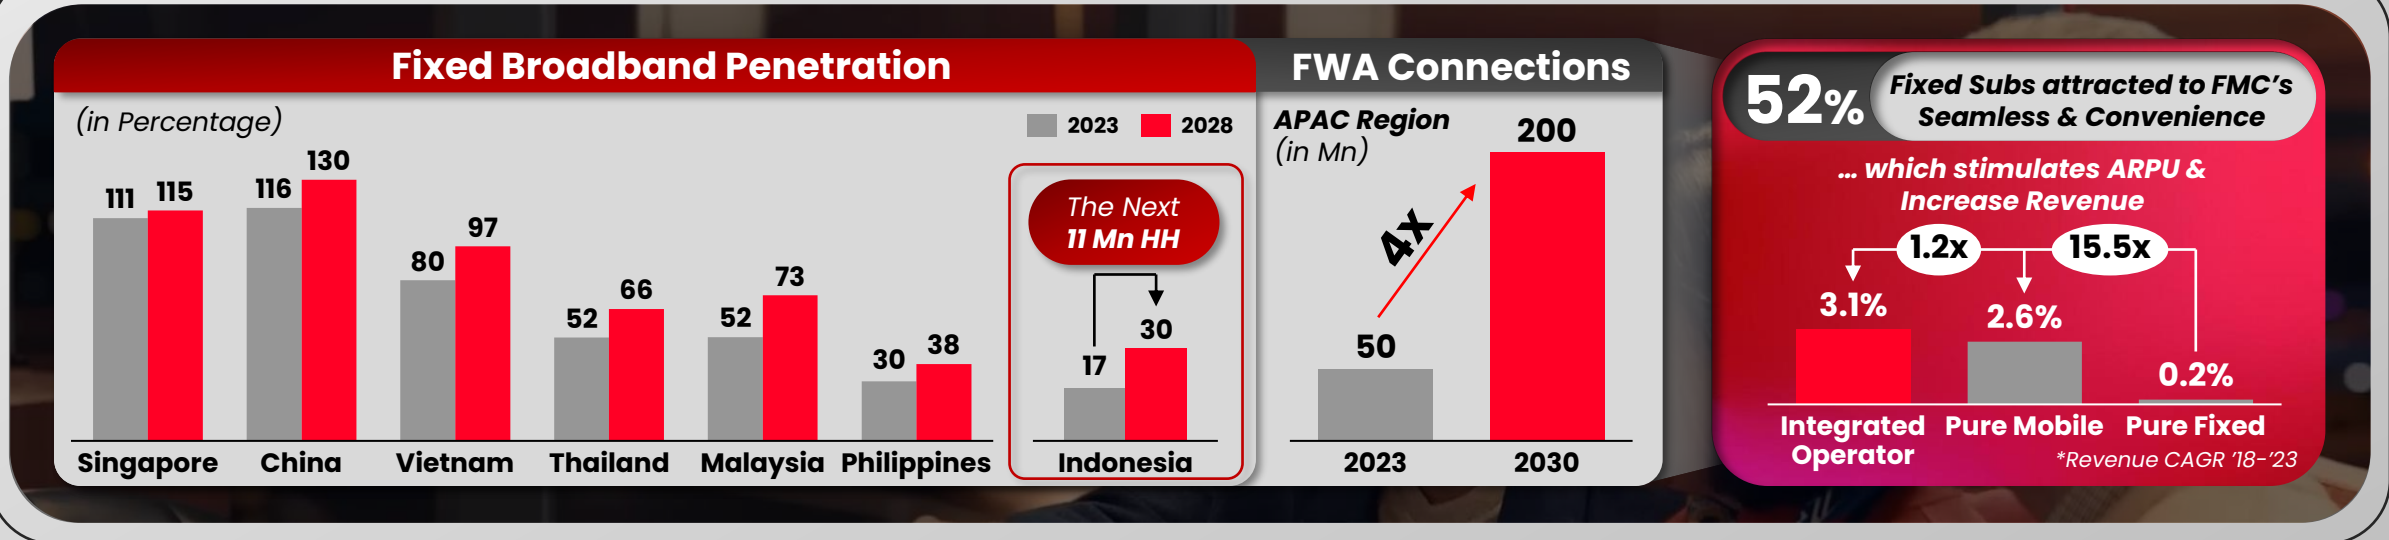 Fixed Broadband Penetration
(in Percentage)
2023
2028
111
115
116
130
80
97
52
66
52
73
30
38
The Next
11 Mn HH
17
30
Singapore
China
Vietnam
Thailand
Malaysia
Philippines
Indonesia
FWA Connections
APAC Region
(in Mn)
4x
50
200
2023
2030
52%
Fixed Subs attracted to FMC's
Seamless & Convenience
... which stimulates ARPU &
Increase Revenue
1.2x
15.5x
3.1%
2.6%
0.2%
Integrated
Operator
Pure Mobile
Pure Fixed
*Revenue CAGR '18-'23